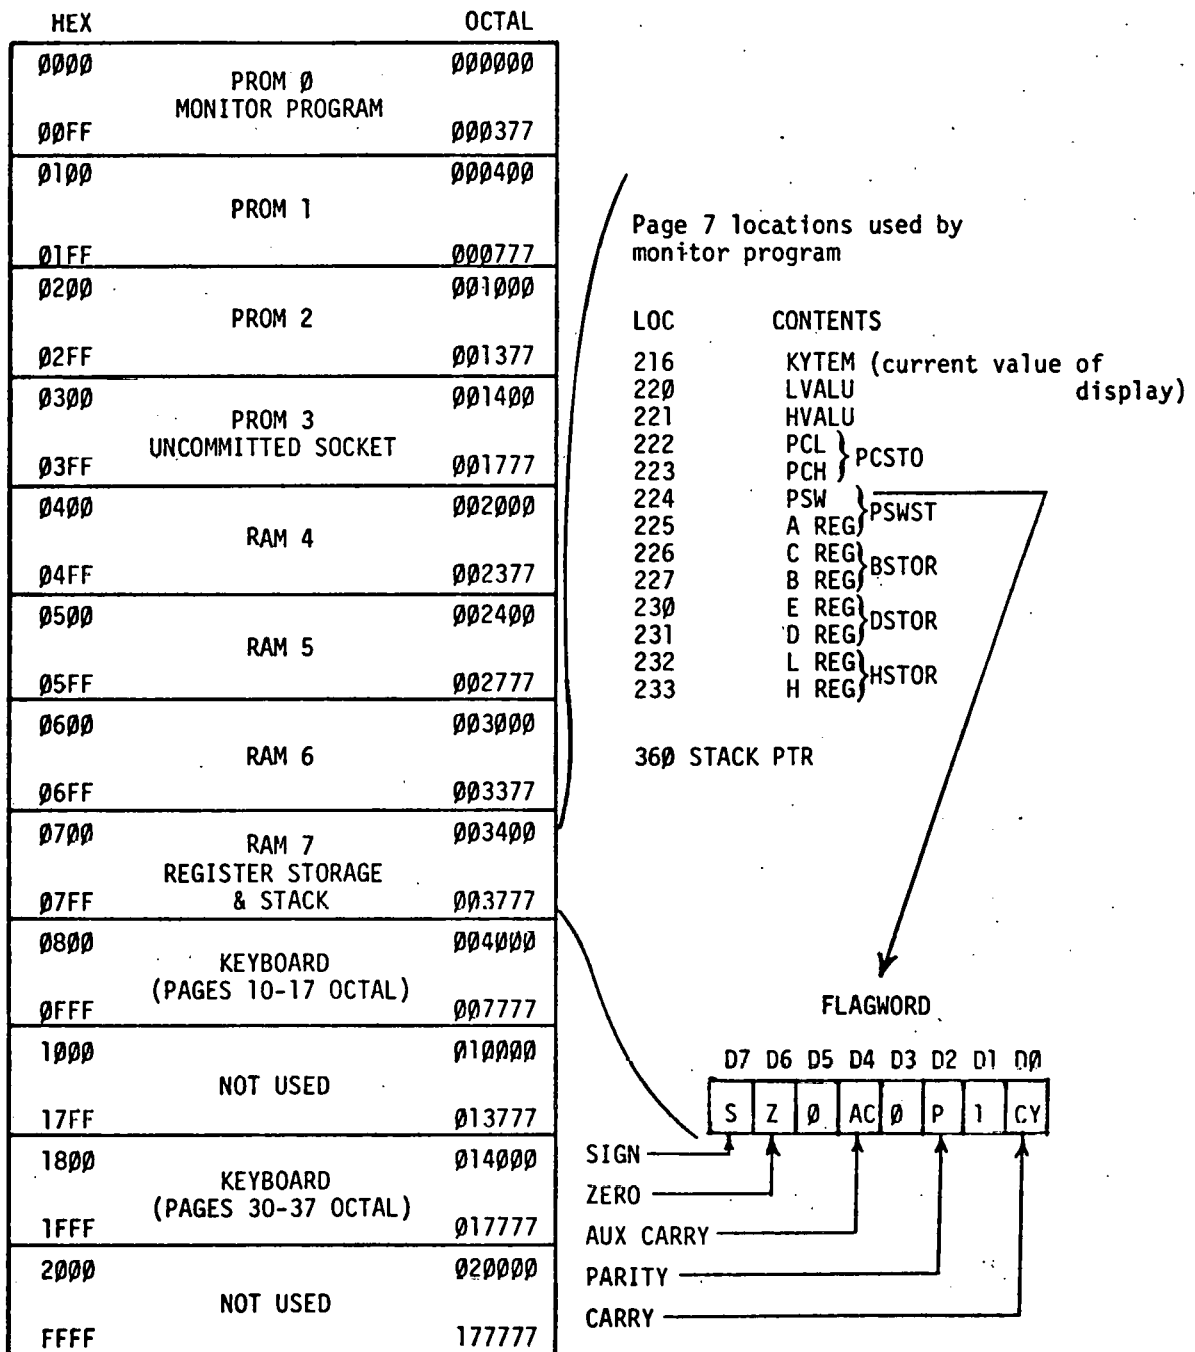 HEX OCTAL
0000 000000
PROM 0
MONITOR PROGRAM
00FF 000377
0100 000400
PROM 1
01FF 000777
0200 001000
PROM 2
02FF 001377
0300 001400
PROM 3
UNCOMMITTED SOCKET
03FF 001777
0400 002000
RAM 4
04FF 002377
0500 002400
RAM 5
05FF 002777
0600 003000
RAM 6
06FF 003377
0700 003400
RAM 7
REGISTER STORAGE
& STACK
07FF 003777
0800 004000
KEYBOARD
(PAGES 10-17 OCTAL)
0FFF 007777
1000 010000
NOT USED
17FF 013777
1800 014000
KEYBOARD
(PAGES 30-37 OCTAL)
1FFF 017777
2000 020000
NOT USED
FFFF 177777
Page 7 locations used by
monitor program
LOC CONTENTS
216 KYTEM (current value of
display)
220 LVALU
221 HVALU
222 PCL
223 PCH
PCSTO
224 PSW
225 A REG
PSWST
226 C REG
227 B REG
BSTOR
230 E REG
231 D REG
DSTOR
232 L REG
233 H REG
HSTOR
360 STACK PTR
FLAGWORD
D7 D6 D5 D4 D3 D2 D1 D0
S Z 0 AC 0 P 1 CY
SIGN
ZERO
AUX CARRY
PARITY
CARRY